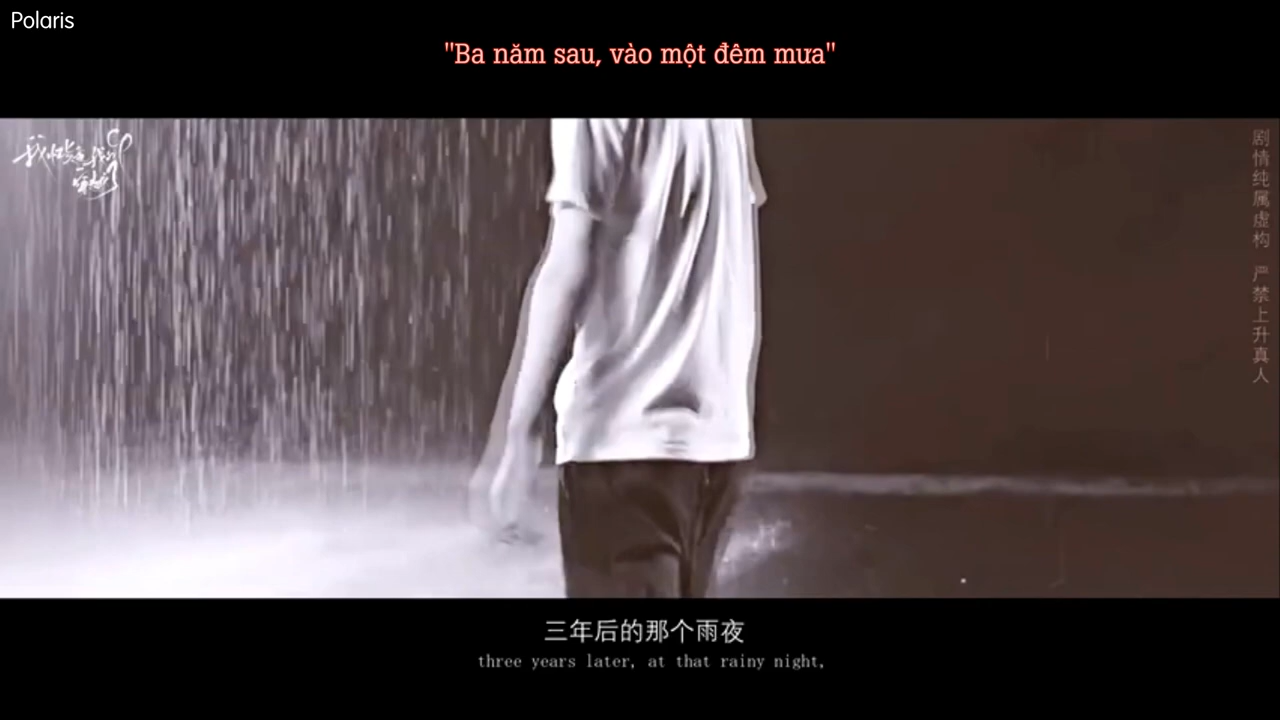 Polaris
"Ba năm sau, vào một đêm mưa"
剧情纯属虚构 严禁上升真人
三年后的那个雨夜
three years later, at that rainy night,